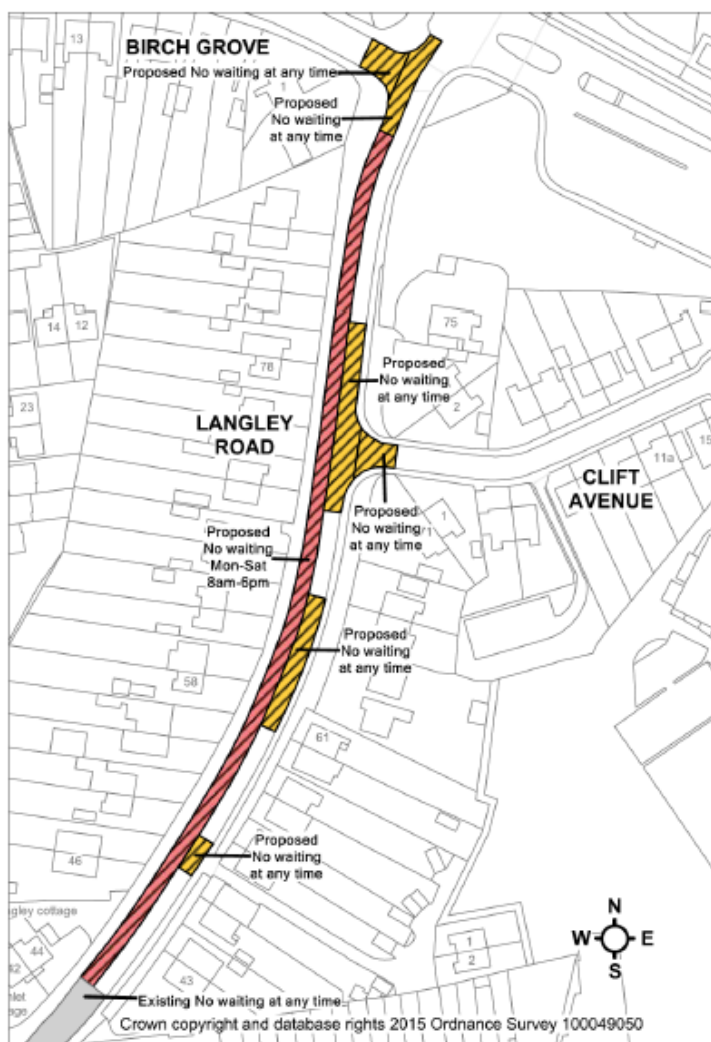 13
BIRCH GROVE
Proposed No waiting at any time
1
Proposed
No waiting
at any time
14
12
75
78
Proposed
No waiting
at any time
2
23
LANGLEY
ROAD
11a
15
CLIFT
AVENUE
Proposed
No waiting
at any time
1
Proposed
No waiting
Mon-Sat
8am-6pm
Proposed
No waiting
at any time
58
61
Proposed
No waiting
at any time
46
gley cottage
44
42
43
N
W
E
S
1
2
Existing No waiting at any time
Crown copyright and database rights 2015 Ordnance Survey 100049050